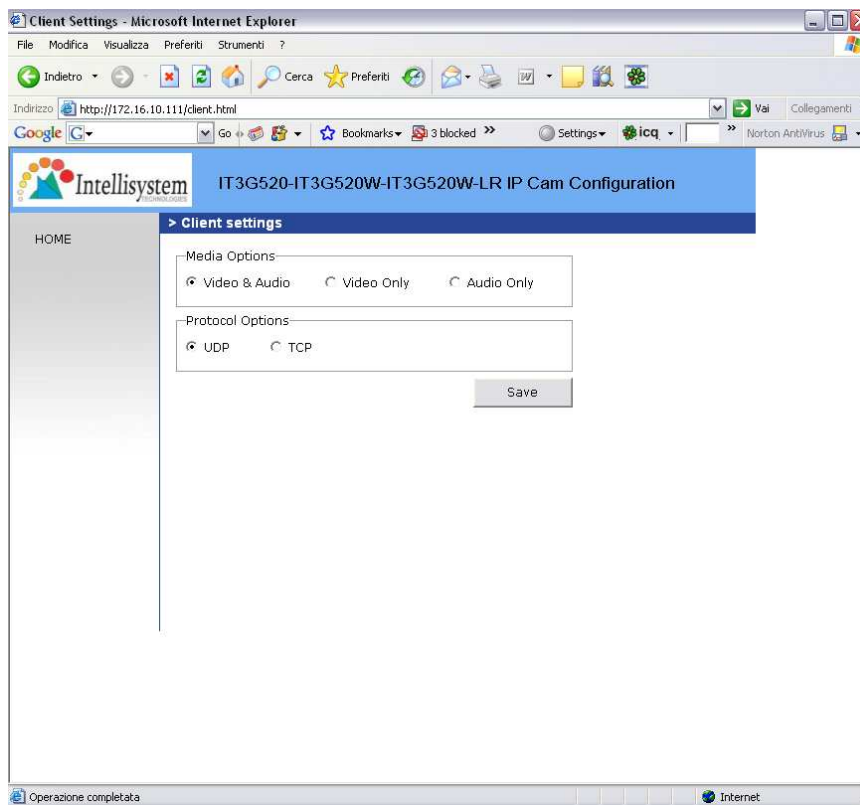 Client Settings - Microsoft Internet Explorer
File Modifica Visualizza Preferiti Strumenti ?
Indietro Cerca Preferiti
Indirizzo http://172.16.10.111/client.html Vai Collegamenti
Google G Go Bookmarks 3 blocked » Settings icq » Norton AntiVirus
Intellisystem
TECHNOLOGIES
IT3G520-IT3G520W-IT3G520W-LR IP Cam Configuration
HOME
> Client settings
Media Options
Video & Audio Video Only Audio Only
Protocol Options
UDP TCP
Save
Operazione completata Internet